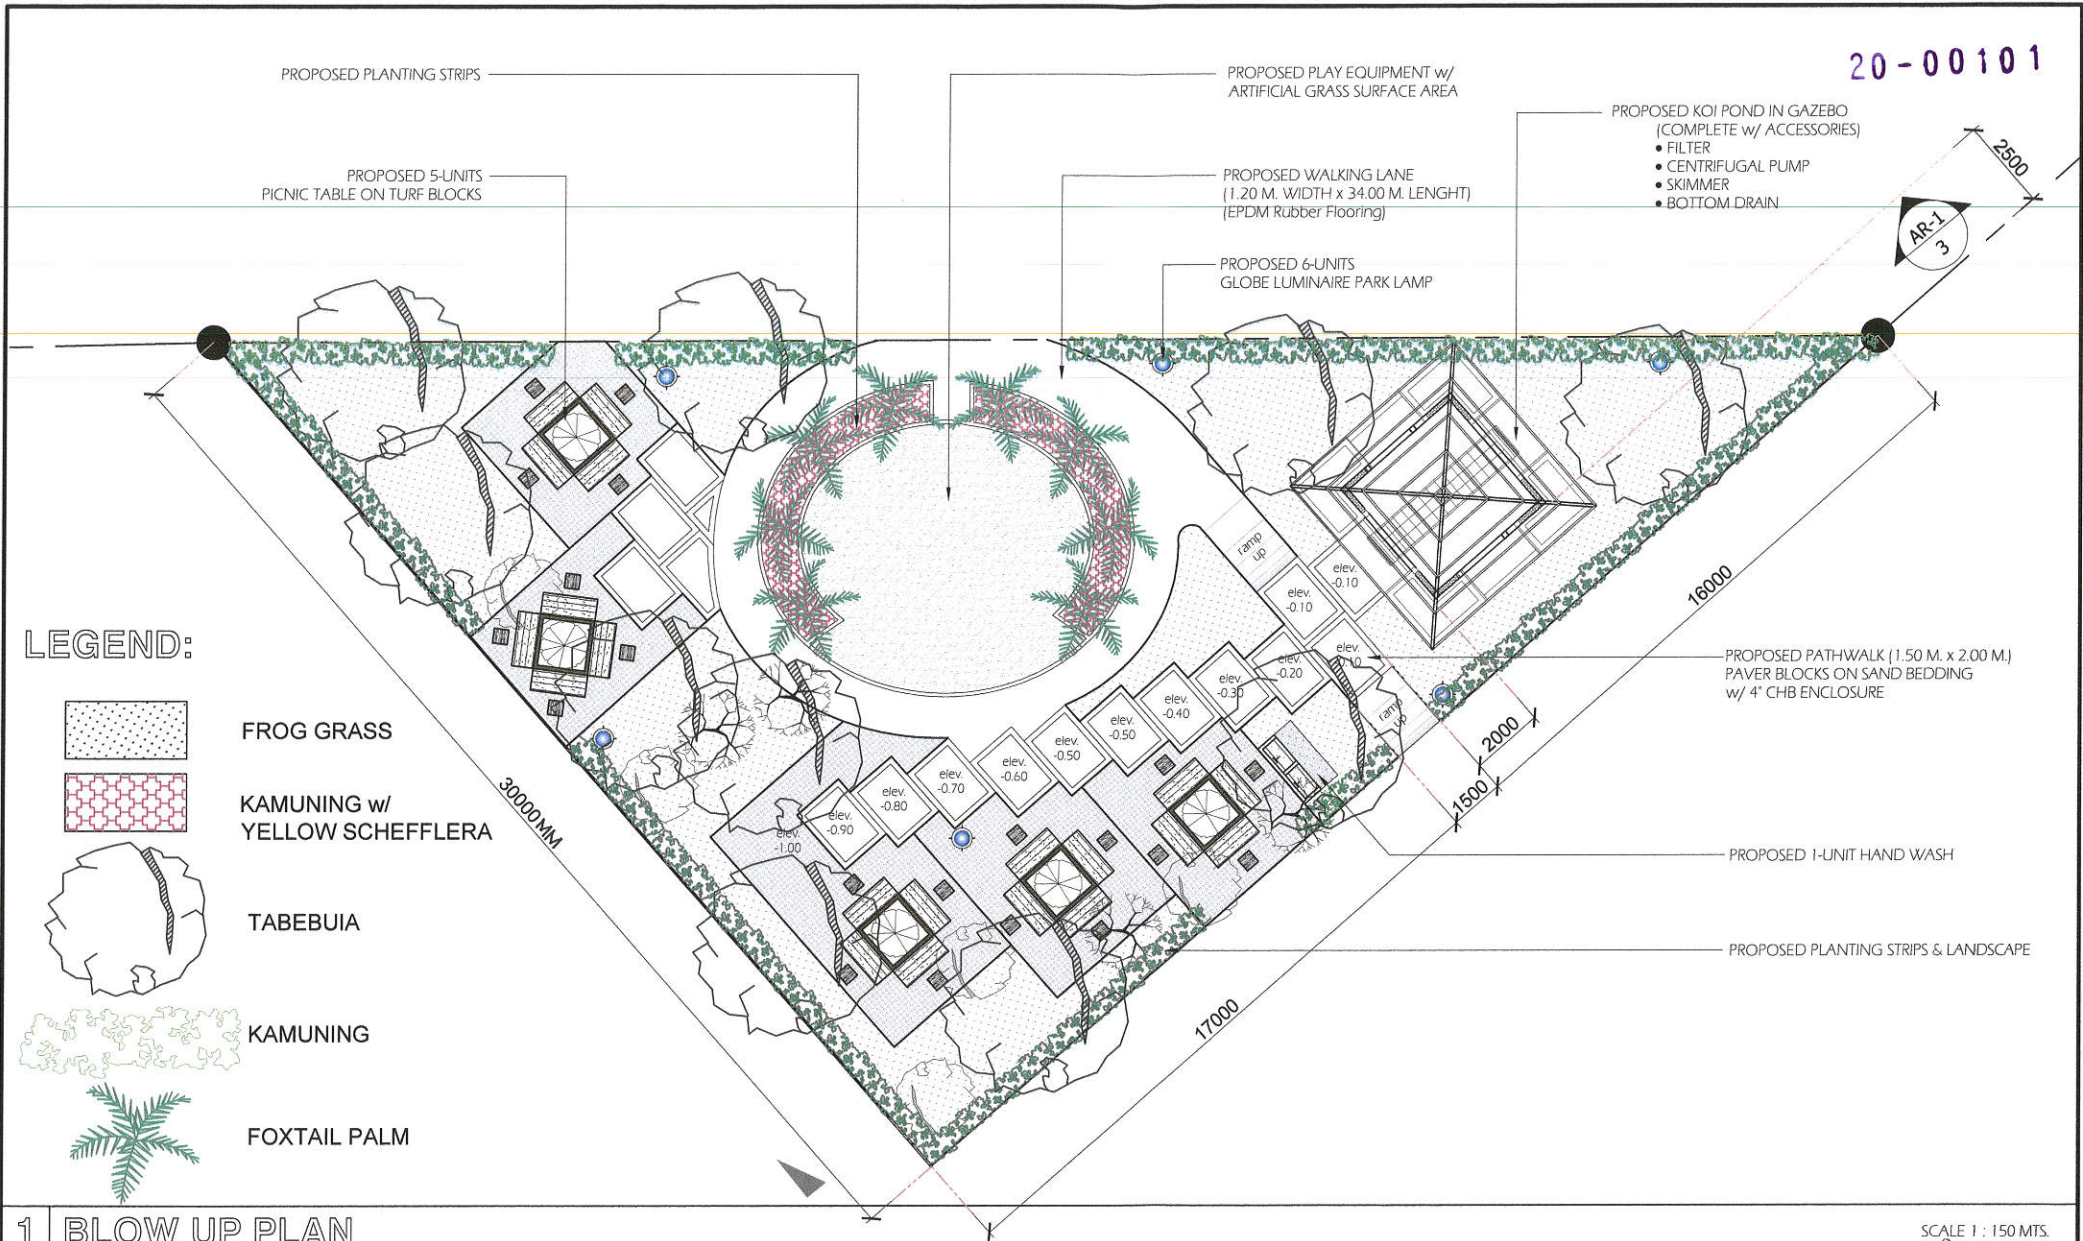 20-00101
PROPOSED PLANTING STRIPS
PROPOSED PLAY EQUIPMENT w/
ARTIFICIAL GRASS SURFACE AREA
PROPOSED KOI POND IN GAZEBO
(COMPLETE w/ ACCESSORIES)
• FILTER
• CENTRIFUGAL PUMP
• SKIMMER
• BOTTOM DRAIN
2500
PROPOSED 5-UNITS
PICNIC TABLE ON TURF BLOCKS
PROPOSED WALKING LANE
(1.20 M. WIDTH x 34.00 M. LENGHT)
(EPDM Rubber Flooring)
AR-1
3
PROPOSED 6-UNITS
GLOBE LUMINAIRE PARK LAMP
ramp
up
elev.
-0.10
elev.
-0.10
16000
elev.
-0.10
elev.
-0.20
elev.
-0.30
elev.
-0.40
elev.
-0.50
elev.
-0.50
elev.
-0.60
elev.
-0.70
elev.
-0.80
elev.
-0.90
elev.
-1.00
ramp
up
PROPOSED PATHWALK (1.50 M. x 2.00 M.)
PAVER BLOCKS ON SAND BEDDING
w/ 4" CHB ENCLOSURE
2000
1500
30000MM
PROPOSED 1-UNIT HAND WASH
PROPOSED PLANTING STRIPS & LANDSCAPE
17000
LEGEND:
FROG GRASS
KAMUNING w/
YELLOW SCHEFFLERA
TABEBUIA
KAMUNING
FOXTAIL PALM
1 BLOW UP PLAN
SCALE 1 : 150 MTS.